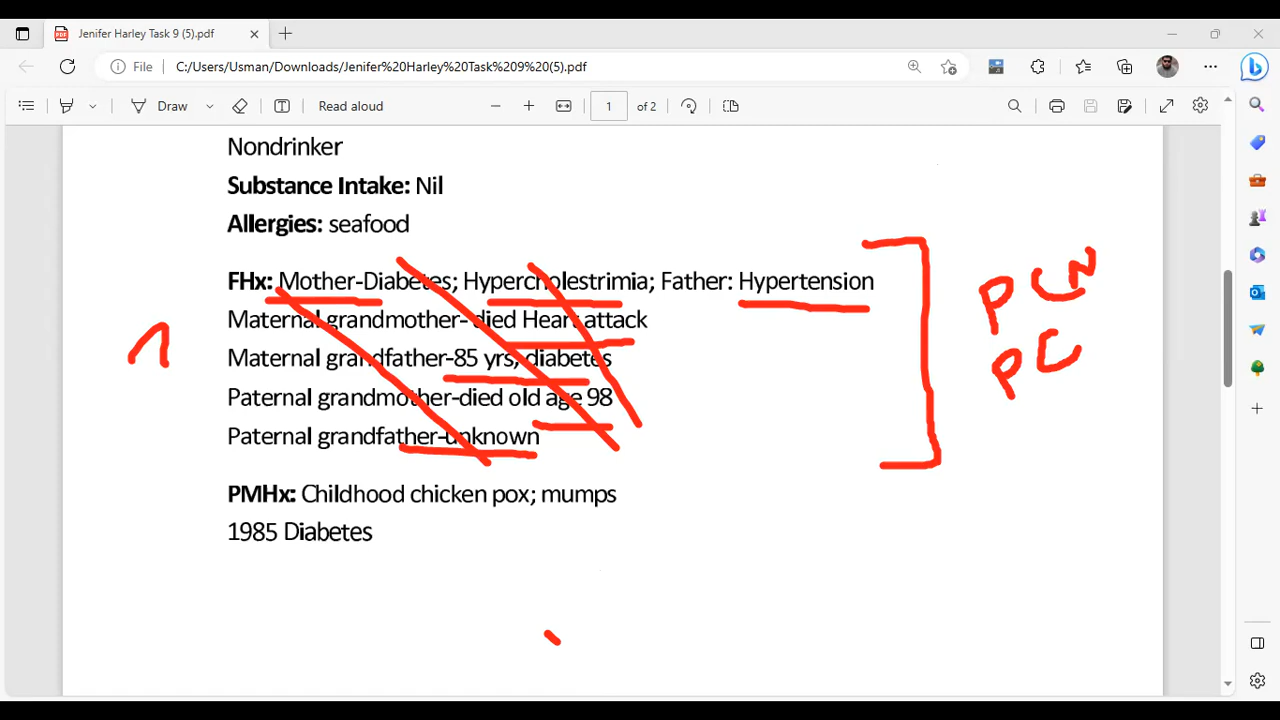 Jenifer Harley Task 9 (5).pdf
File C:/Users/Usman/Downloads/Jenifer%20Harley%20Task%209%20(5).pdf
Draw Read aloud 1 of 2
Nondrinker
Substance Intake: Nil
Allergies: seafood
FHx: Mother-Diabetes; Hypercholestrimia; Father: Hypertension
Maternal grandmother- died Heart attack
Maternal grandfather-85 yrs, diabetes
Paternal grandmother-died old age 98
Paternal grandfather-unknown
PCN
PC
1
PMHx: Childhood chicken pox; mumps
1985 Diabetes